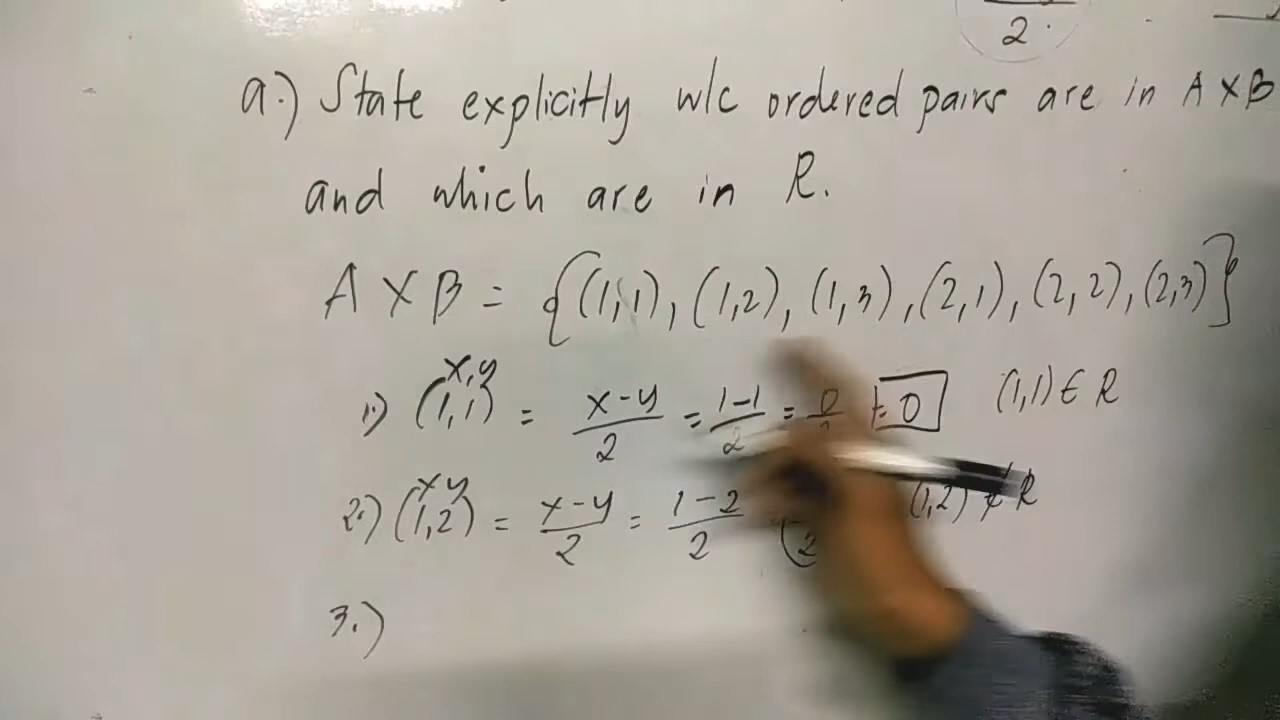 2.
a.) State explicitly w/c ordered pairs are in A X B
and which are in R.
A X B = {(1,1), (1,2), (1,3), (2,1), (2,2), (2,3)}
x,y
1.) (1,1) = x-y/2 = 1-1/2 = 0 = 0 (1,1) ∈ R
x y
2.) (1,2) = x-y/2 = 1-2/2 (1,2) ∉ R
3.)